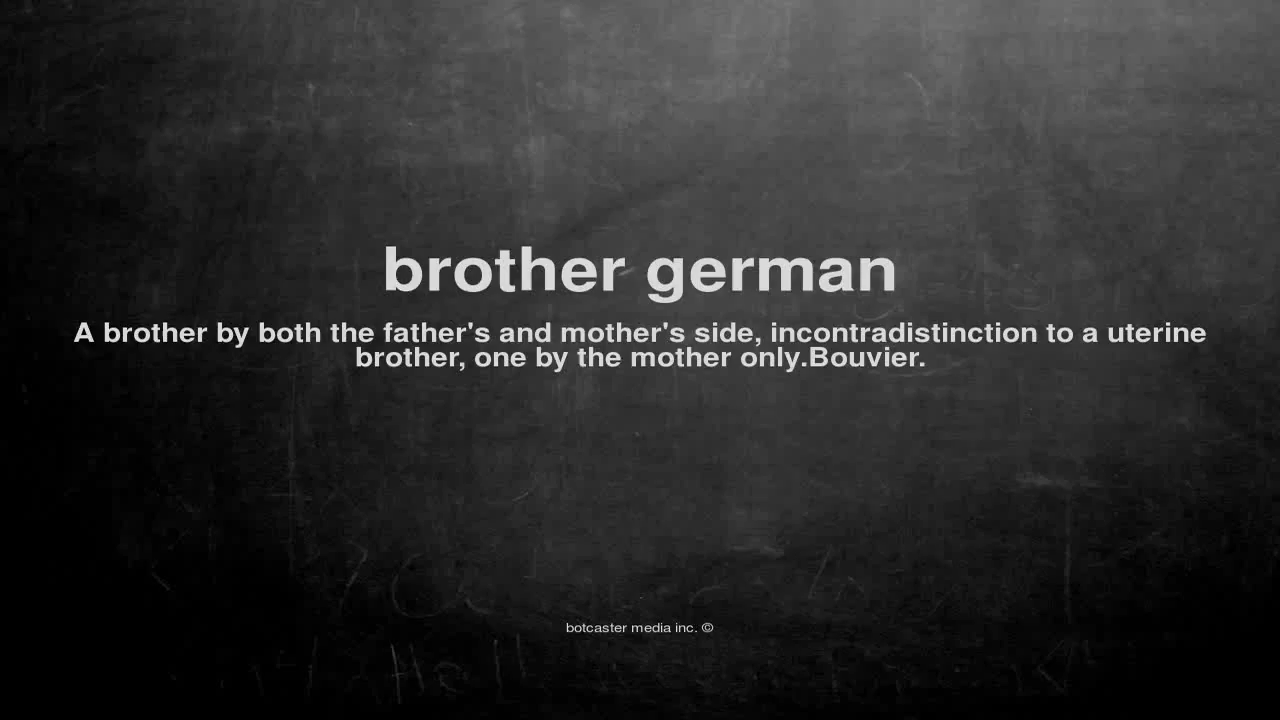 brother german
A brother by both the father's and mother's side, incontradistinction to a uterine
brother, one by the mother only.Bouvier.
botcaster media inc. ©